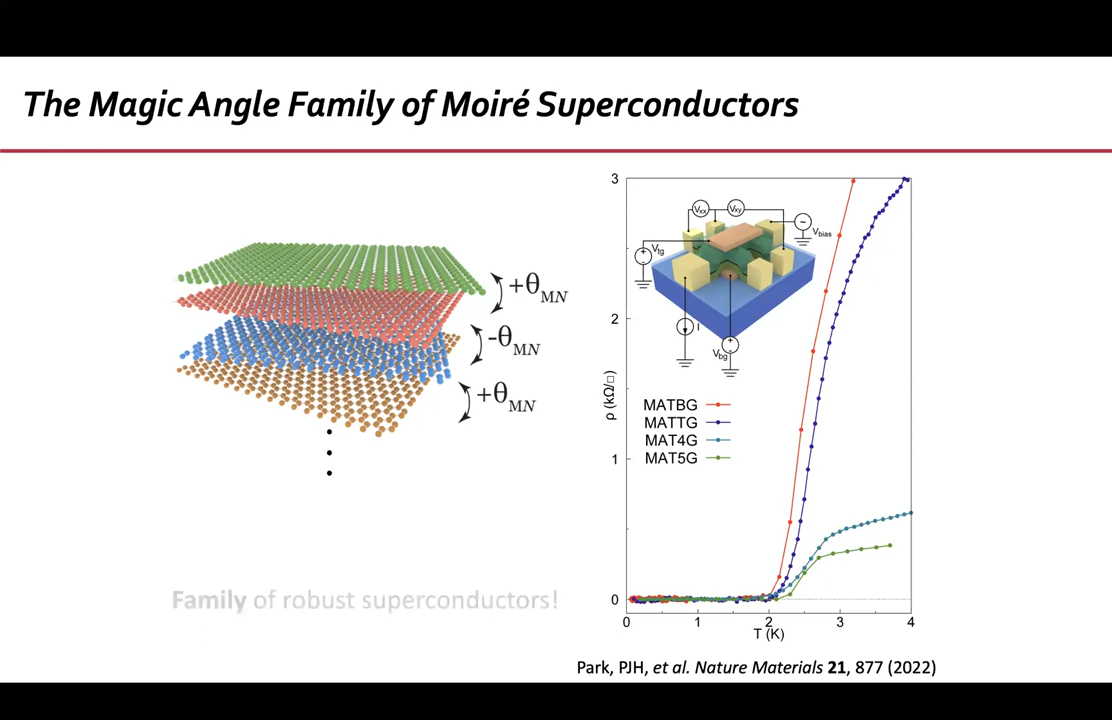 The Magic Angle Family of Moiré Superconductors
+θMN
-θMN
+θMN
Family of robust superconductors!
3
2
1
0
ρ (kΩ/□)
Vxx
Vxy
~
Vbias
Vtg
+
-
I
+
-
Vbg
MATBG
MATTG
MAT4G
MAT5G
0 1 2 3 4
T (K)
Park, PJH, et al. Nature Materials 21, 877 (2022)